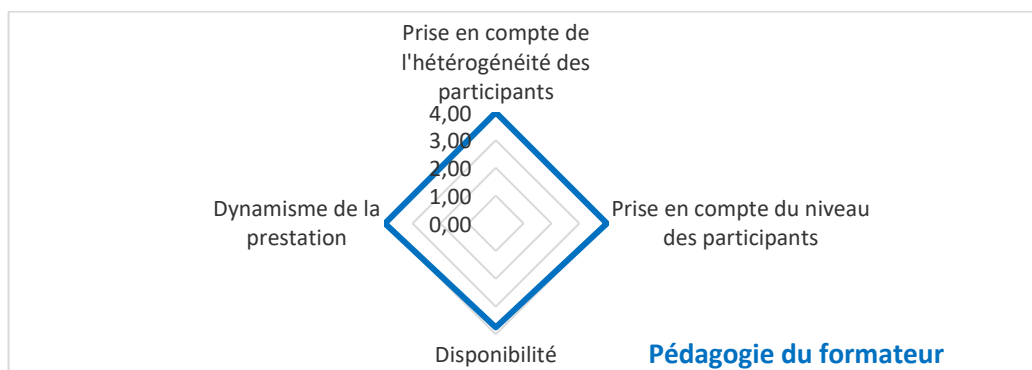 Prise en compte de
l'hétérogénéité des
participants
4,00
3,00
2,00
1,00
0,00
Dynamisme de la
prestation
Prise en compte du niveau
des participants
Disponibilité
Pédagogie du formateur